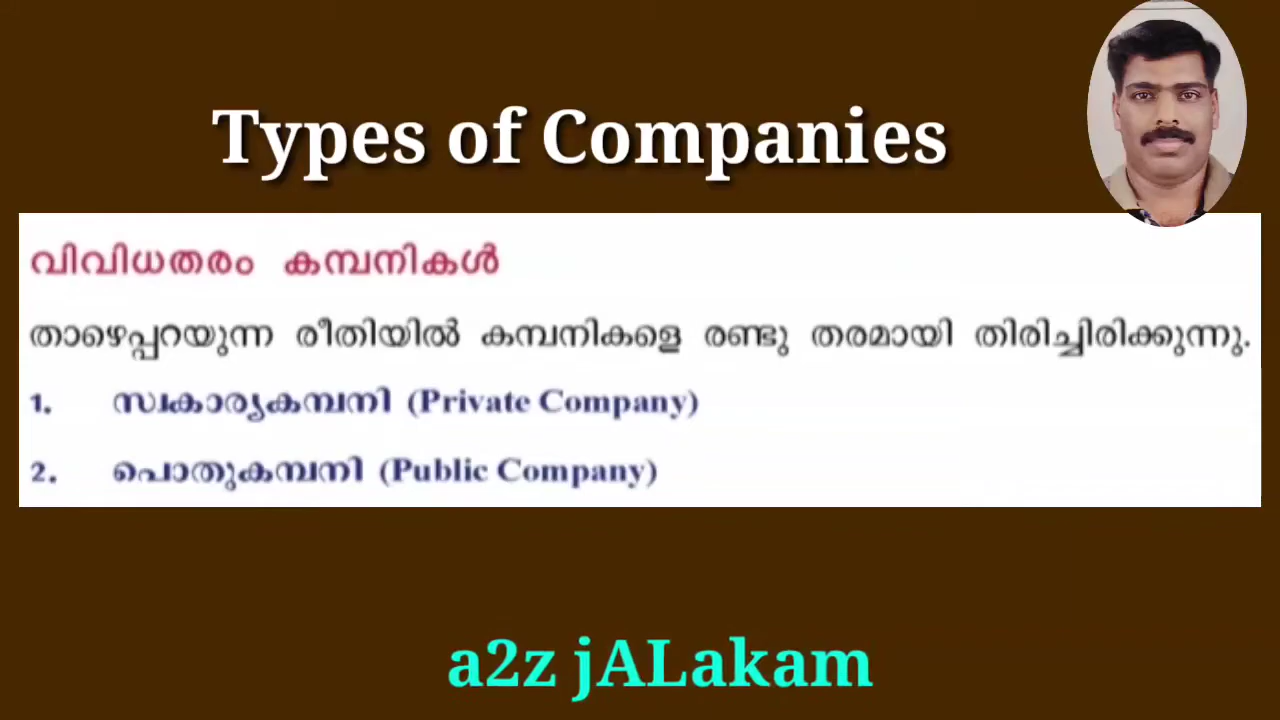 Types of Companies
വിവിധതരം കമ്പനികൾ
താഴെപ്പറയുന്ന രീതിയിൽ കമ്പനികളെ രണ്ടു തരമായി തിരിച്ചിരിക്കുന്നു.
1. സ്വകാര്യകമ്പനി (Private Company)
2. പൊതുകമ്പനി (Public Company)
a2z jALakam